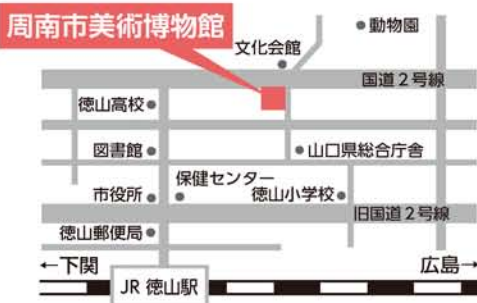 周南市美術博物館
動物園
文化会館
国道2号線
徳山高校
図書館
山口県総合庁舎
保健センター
市役所
徳山小学校
旧国道2号線
徳山郵便局
←下関
広島→
JR 徳山駅